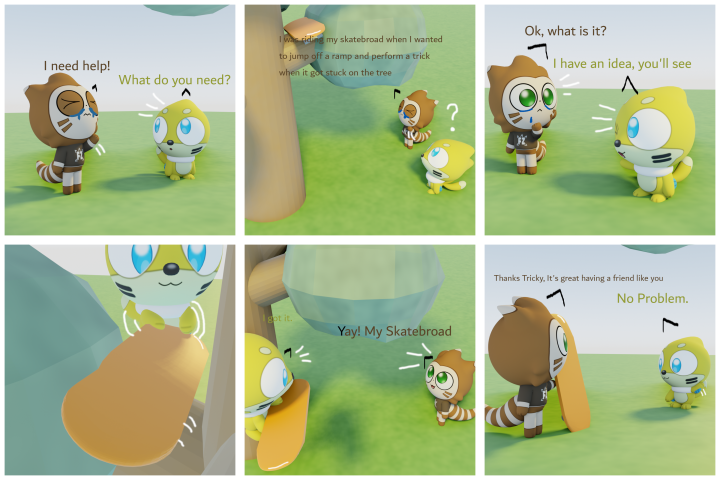 I need help!
What do you need?
I was riding my skatebroad when I wanted
to jump off a ramp and perform a trick
when it got stuck on the tree
?
Ok, what is it?
I have an idea, you'll see
I got it.
Yay! My Skatebroad
Thanks Tricky, It's great having a friend like you
No Problem.